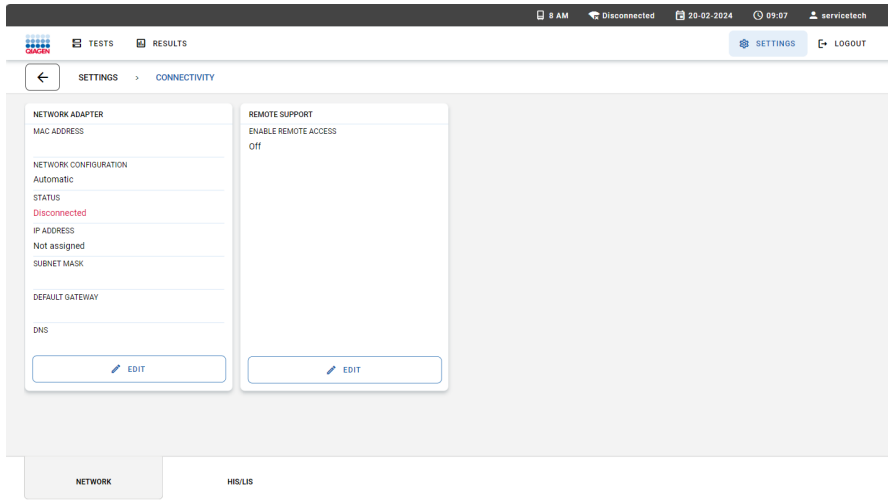 8 AM Disconnected 20-02-2024 09:07 servicetech
QIAGEN TESTS RESULTS SETTINGS LOGOUT
SETTINGS > CONNECTIVITY
NETWORK ADAPTER
MAC ADDRESS
NETWORK CONFIGURATION
Automatic
STATUS
Disconnected
IP ADDRESS
Not assigned
SUBNET MASK
DEFAULT GATEWAY
DNS
EDIT
REMOTE SUPPORT
ENABLE REMOTE ACCESS
Off
EDIT
NETWORK HIS/LIS